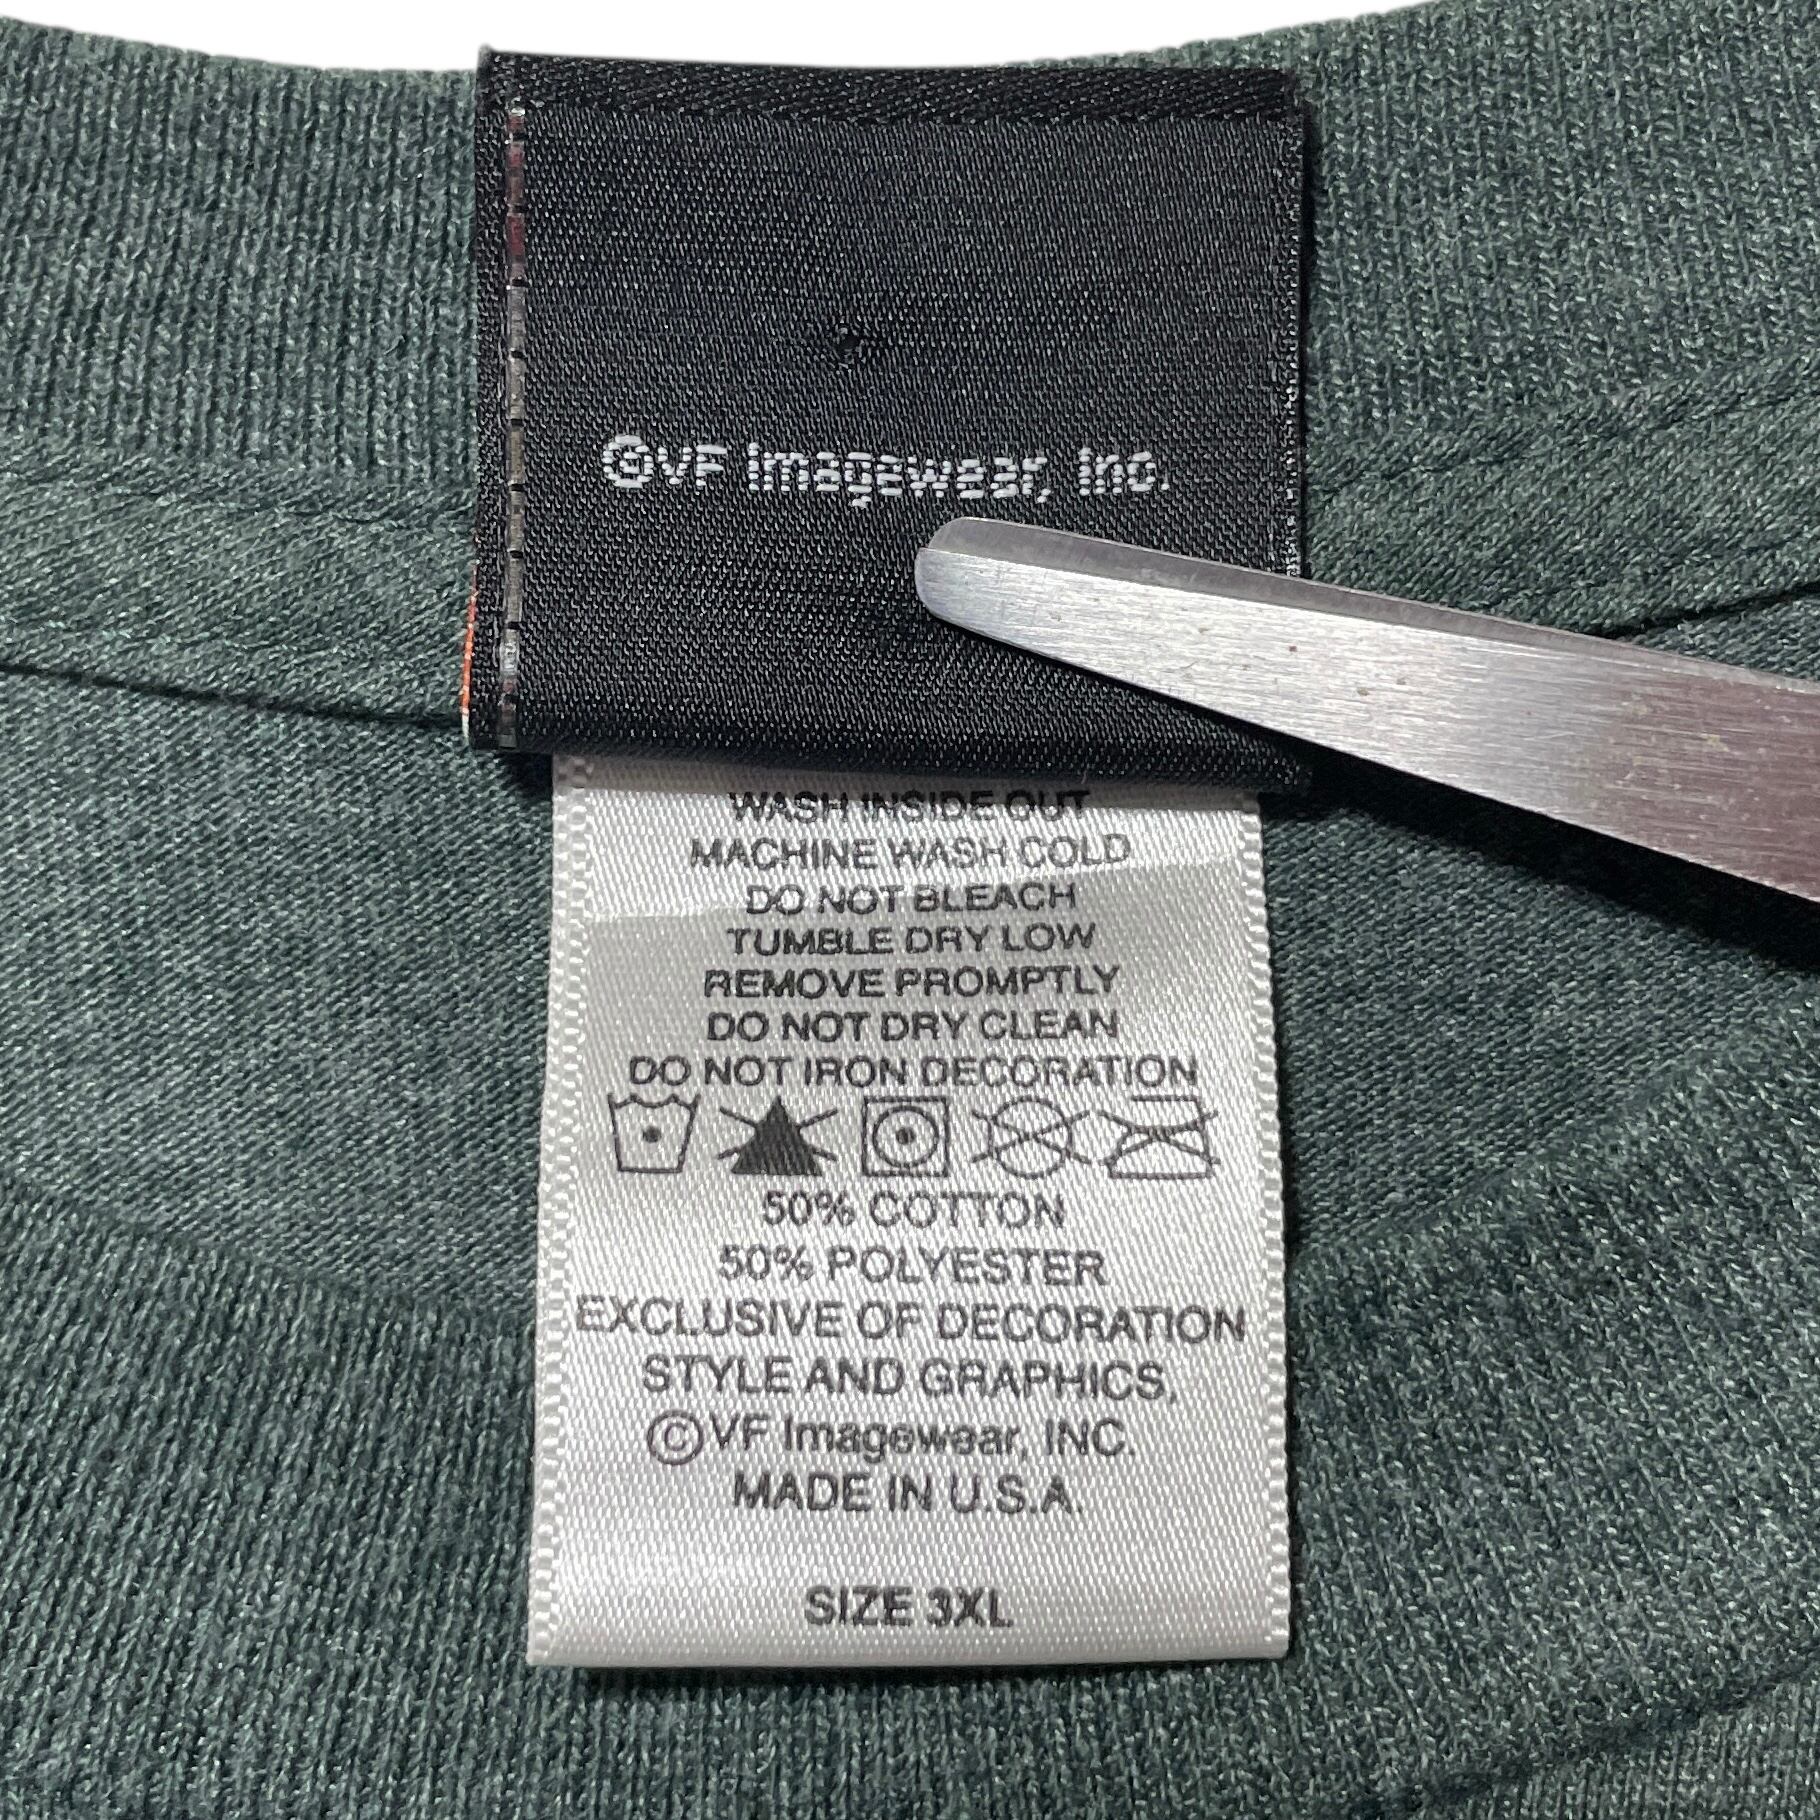 ©VF Imagewear, Inc.
WASH INSIDE OUT
MACHINE WASH COLD
DO NOT BLEACH
TUMBLE DRY LOW
REMOVE PROMPTLY
DO NOT DRY CLEAN
DO NOT IRON DECORATION
50% COTTON
50% POLYESTER
EXCLUSIVE OF DECORATION
STYLE AND GRAPHICS,
©VF Imagewear, INC.
MADE IN U.S.A.
SIZE 3XL